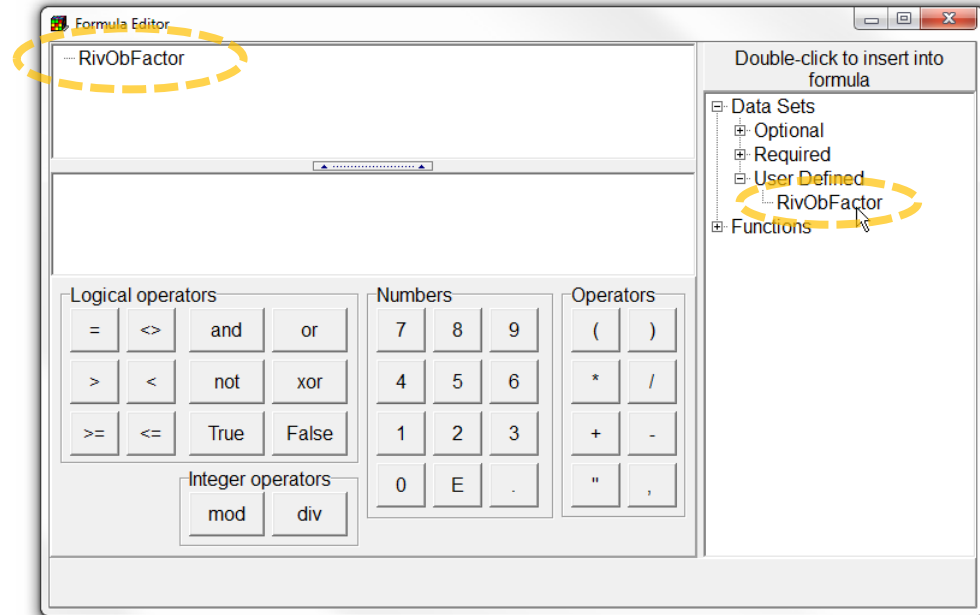 Formula Editor
RivObFactor
Double-click to insert into
formula
Data Sets
Optional
Required
User Defined
RivObFactor
Functions
Logical operators
Numbers
Operators
= <> and or 7 8 9 ( )
> < not xor 4 5 6 * /
>= <= True False 1 2 3 + -
Integer operators
0 E . " ,
mod div